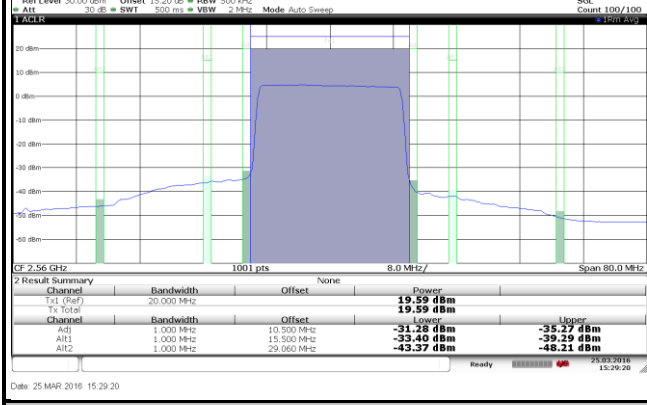 Ref Level 30.00 dBm Offset 15.20 dB RBW 500 kHz SGL
Att 30 dB SWT 500 ms VBW 2 MHz Mode Auto Sweep Count 100/100
1 ACLR 1Rm Avg
20 dBm
0 dBm
-10 dBm
-20 dBm
-30 dBm
-40 dBm
-50 dBm
-60 dBm
CF 2.56 GHz 1001 pts 8.0 MHz/ Span 80.0 MHz
2 Result Summary None
Channel Bandwidth Offset Power
Tx1 (Ref) 20.000 MHz 19.59 dBm
Tx Total 19.59 dBm
Channel Bandwidth Offset Lower Upper
Adj 1.000 MHz 10.500 MHz -31.28 dBm -35.27 dBm
Alt1 1.000 MHz 15.500 MHz -33.40 dBm -39.29 dBm
Alt2 1.000 MHz 29.060 MHz -43.37 dBm -48.21 dBm
Ready 25.03.2016
15:29:20
Date: 25.MAR.2016 15:29:20